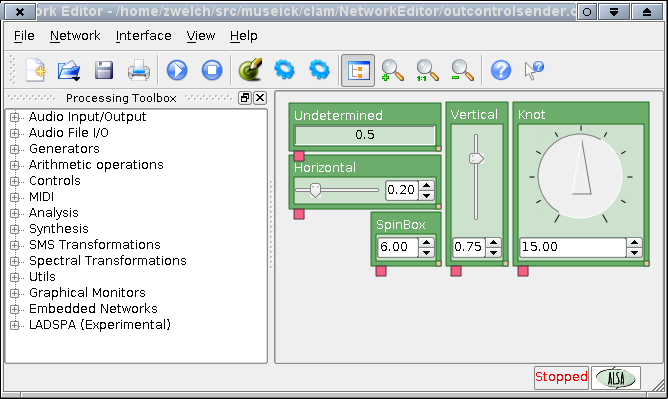 ork Editor - /home/zwelch/src/museick/clam/NetworkEditor/outcontrolsender.
File Network Interface View Help
1:1
Processing Toolbox
Audio Input/Output
Audio File I/O
Generators
Arithmetic operations
Controls
MIDI
Analysis
Synthesis
SMS Transformations
Spectral Transformations
Utils
Graphical Monitors
Embedded Networks
LADSPA (Experimental)
Undetermined
0.5
Horizontal
0.20
SpinBox
6.00
Vertical
0.75
Knot
15.00
Stopped ALSA